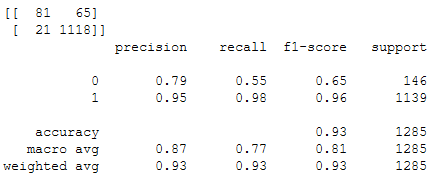 [[ 81 65]
[ 21 1118]]
precision recall f1-score support
0 0.79 0.55 0.65 146
1 0.95 0.98 0.96 1139
accuracy 0.93 1285
macro avg 0.87 0.77 0.81 1285
weighted avg 0.93 0.93 0.93 1285